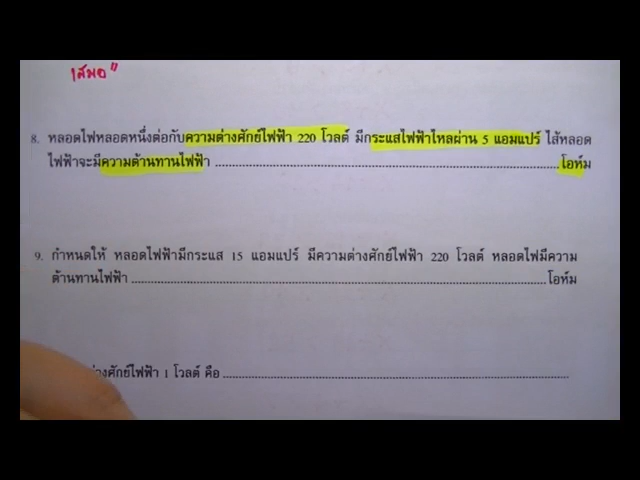 เสมอ"
8. หลอดไฟหลอดหนึ่งต่อกับความต่างศักย์ไฟฟ้า 220 โวลต์ มีกระแสไฟฟ้าไหลผ่าน 5 แอมแปร์ ไส้หลอด
ไฟฟ้าจะมีความต้านทานไฟฟ้า ........................................ โอห์ม
9. กำหนดให้ หลอดไฟมีกระแส 15 แอมแปร์ มีความต่างศักย์ไฟฟ้า 220 โวลต์ หลอดไฟมีความ
ต้านทานไฟฟ้า ........................................ โอห์ม
างศักย์ไฟฟ้า 1 โวลต์ คือ ........................................